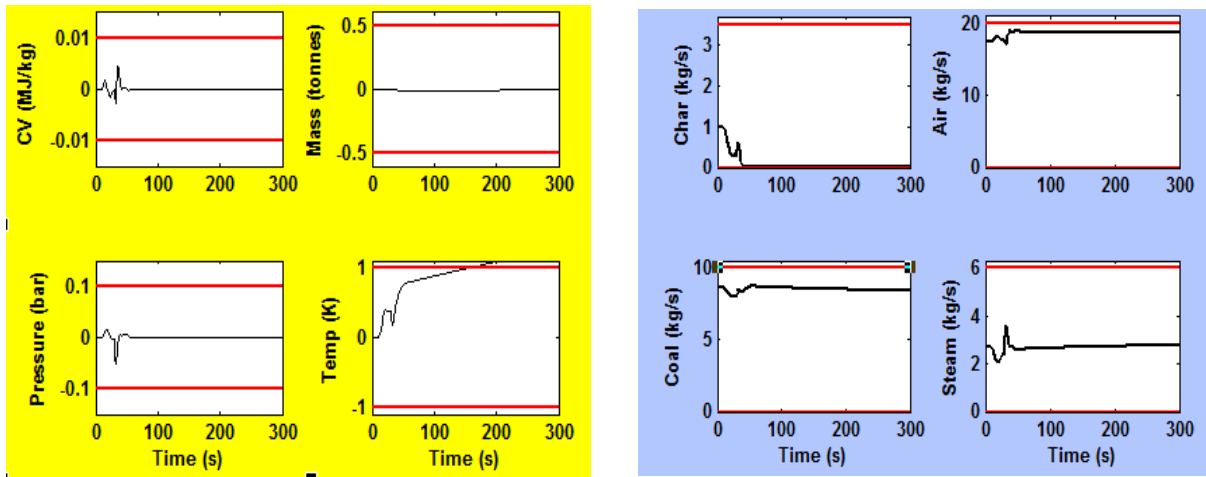 CV (MJ/kg)
0.01
0
-0.01
0 100 200 300
Mass (tonnes)
0.5
0
-0.5
0 100 200 300
Char (kg/s)
3
2
1
0
0 100 200 300
Air (kg/s)
20
10
0
0 100 200 300
Pressure (bar)
0.1
0
-0.1
0 100 200 300
Time (s)
Temp (K)
1
0
-1
0 100 200 300
Time (s)
Coal (kg/s)
10
5
0
0 100 200 300
Time (s)
Steam (kg/s)
6
4
2
0
0 100 200 300
Time (s)